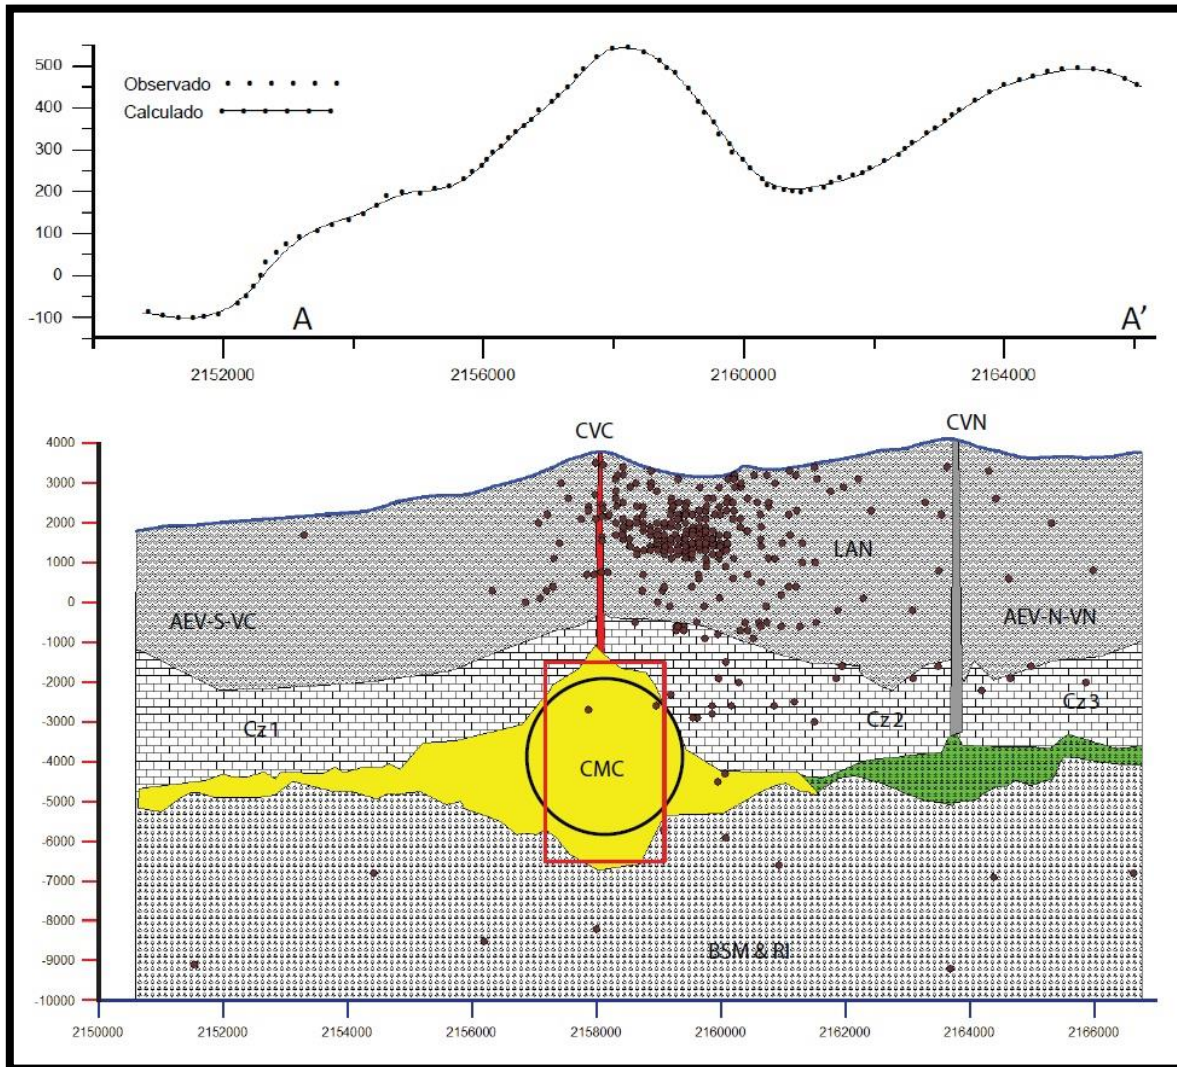 500
Observado
Calculado
400
300
200
100
0
-100
A
A’
2152000
2156000
2160000
2164000
CVC
CVN
4000
3000
2000
LAN
1000
0
AEV-S-VC
AEV-N-VN
-1000
-2000
Cz1
Cz2
Cz3
-3000
CMC
-4000
-5000
-6000
-7000
-8000
BSM & RI
-9000
-10000
2150000
2152000
2154000
2156000
2158000
2160000
2162000
2164000
2166000